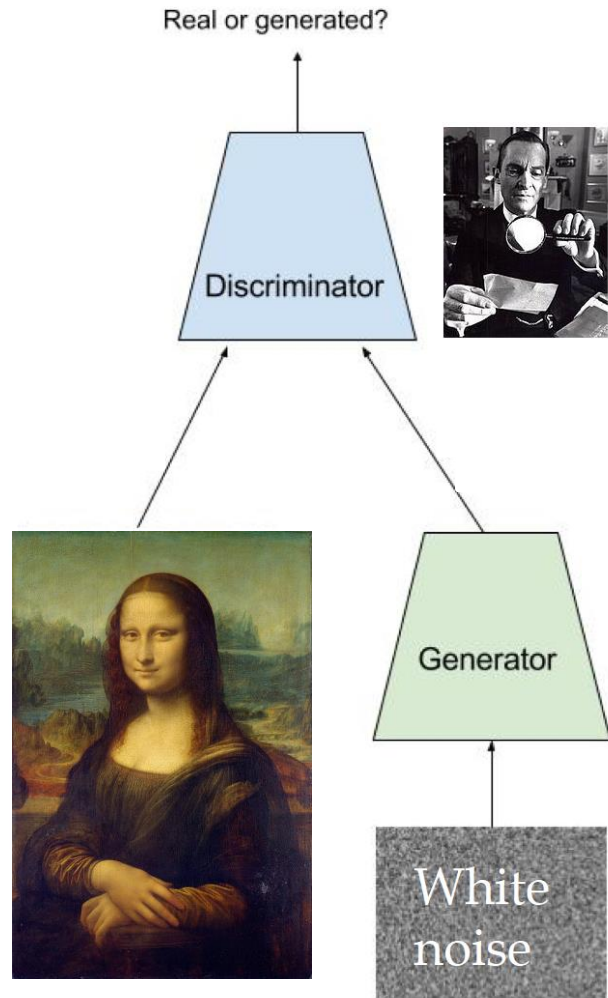 Real or generated?
Discriminator
Generator
White
noise